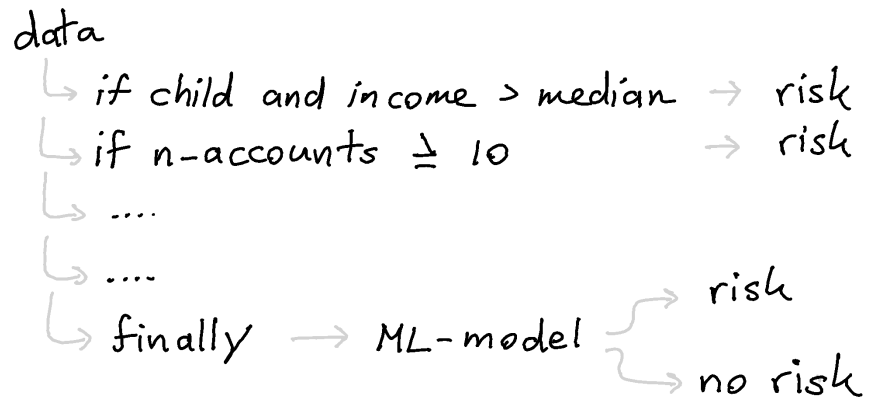 data
if child and income > median → risk
if n-accounts ≥ 10 → risk
....
....
finally → ML-model
risk
no risk